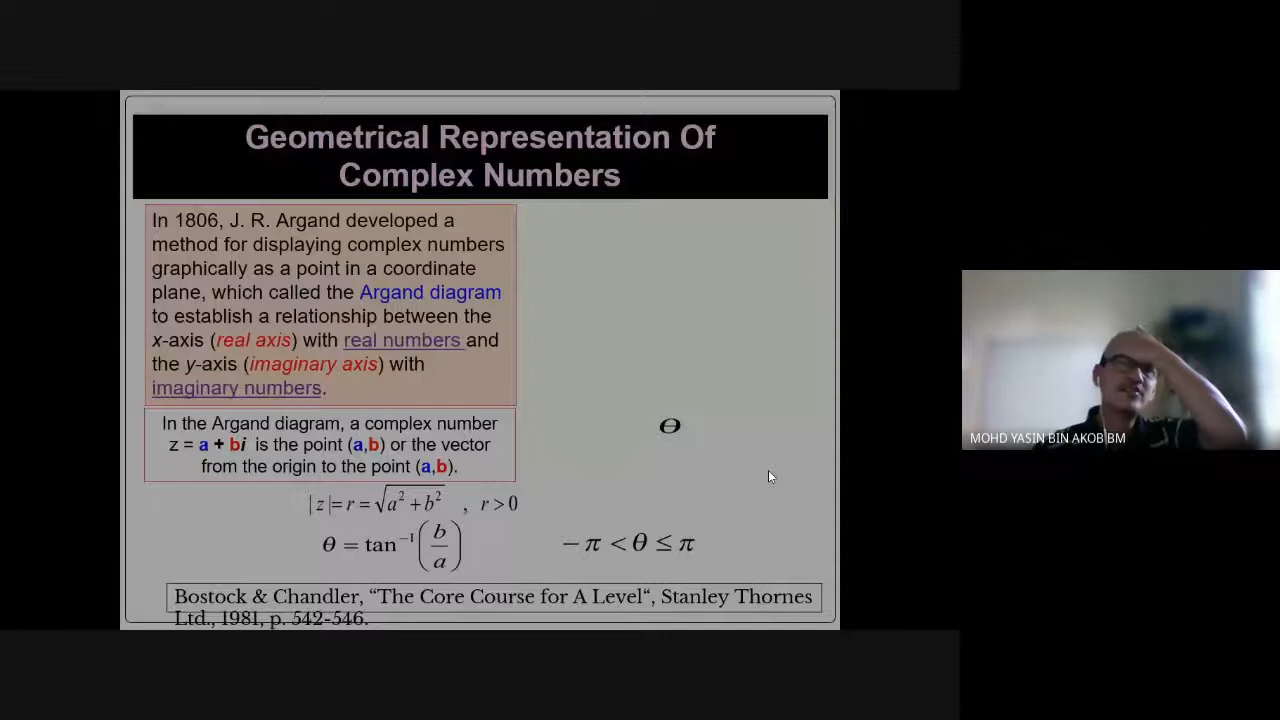 Geometrical Representation Of
Complex Numbers
In 1806, J. R. Argand developed a
method for displaying complex numbers
graphically as a point in a coordinate
plane, which called the Argand diagram
to establish a relationship between the
x-axis (real axis) with real numbers and
the y-axis (imaginary axis) with
imaginary numbers.
In the Argand diagram, a complex number
z = a + bi is the point (a,b) or the vector
from the origin to the point (a,b).
θ
|z|= r = √a² + b² , r > 0
θ = tan⁻¹(b/a) − π < θ ≤ π
Bostock & Chandler, “The Core Course for A Level“, Stanley Thornes
Ltd., 1981, p. 542-546.
MOHD YASIN BIN AKOB BM